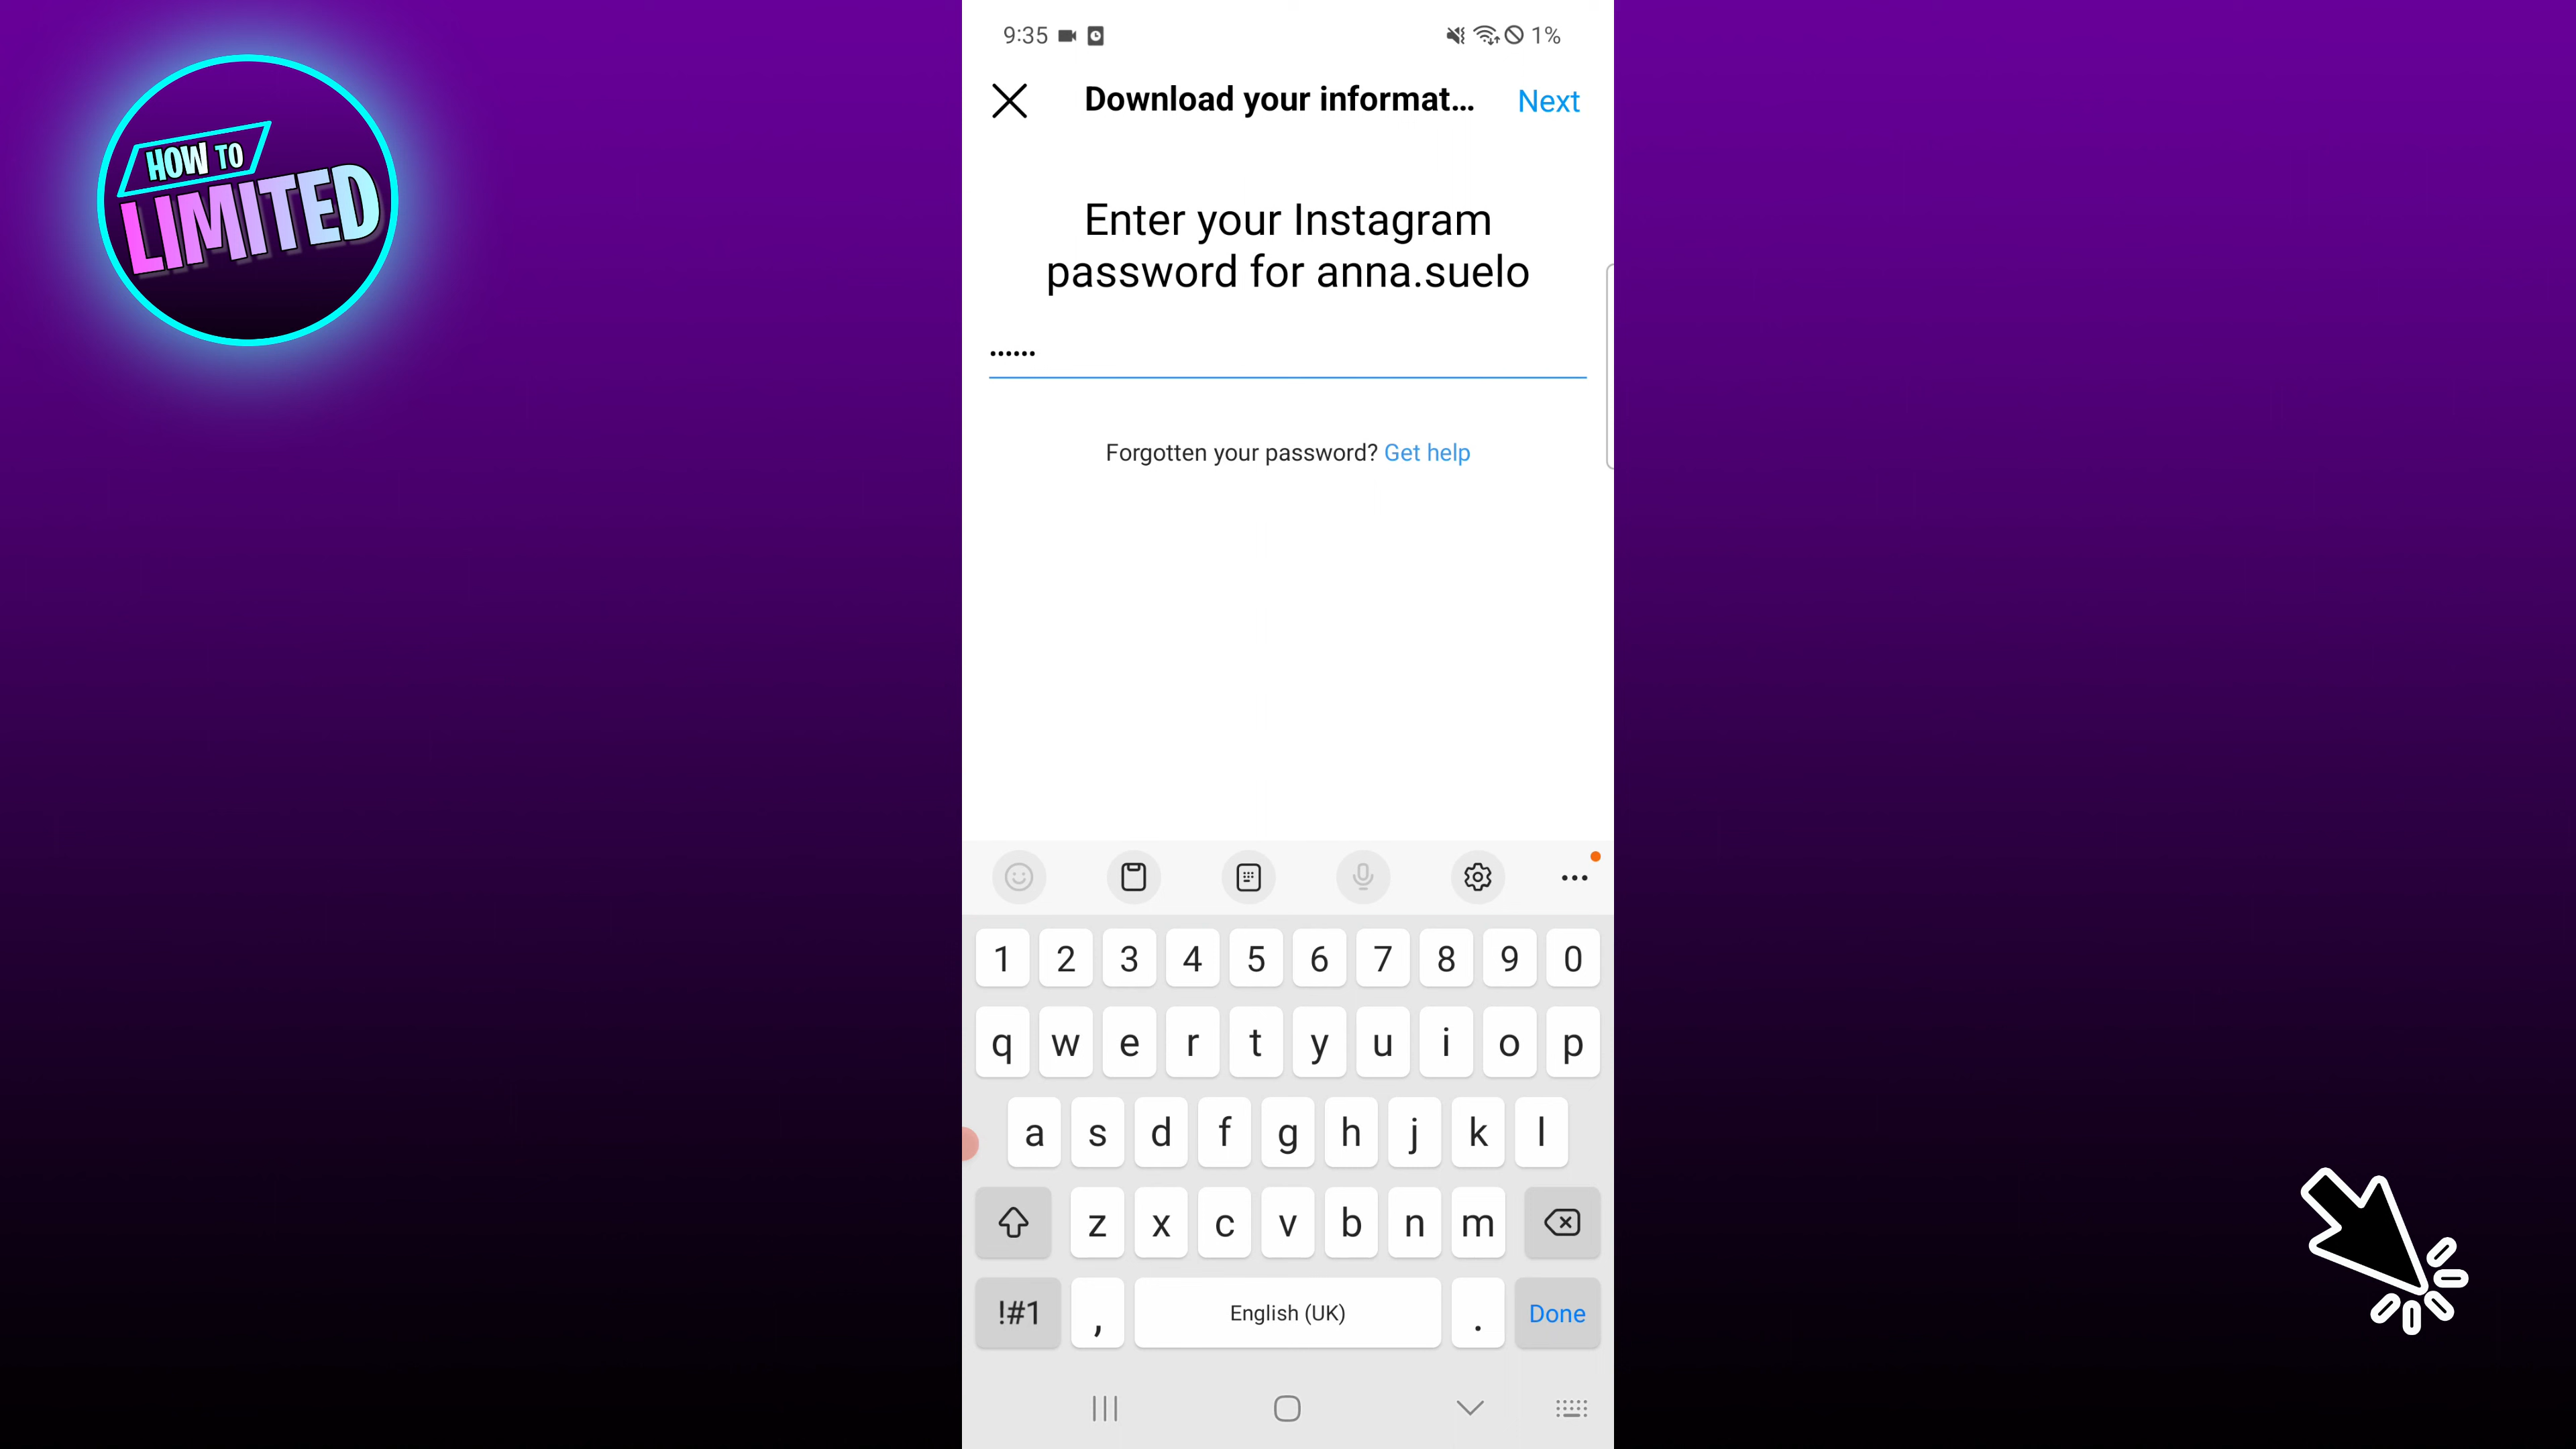 HOW TO
LIMITED
9:35
1%
Download your informat...
Next
Enter your Instagram
password for anna.suelo
••••••
Forgotten your password? Get help
1 2 3 4 5 6 7 8 9 0
q w e r t y u i o p
a s d f g h j k l
z x c v b n m
!#1 , English (UK) . Done